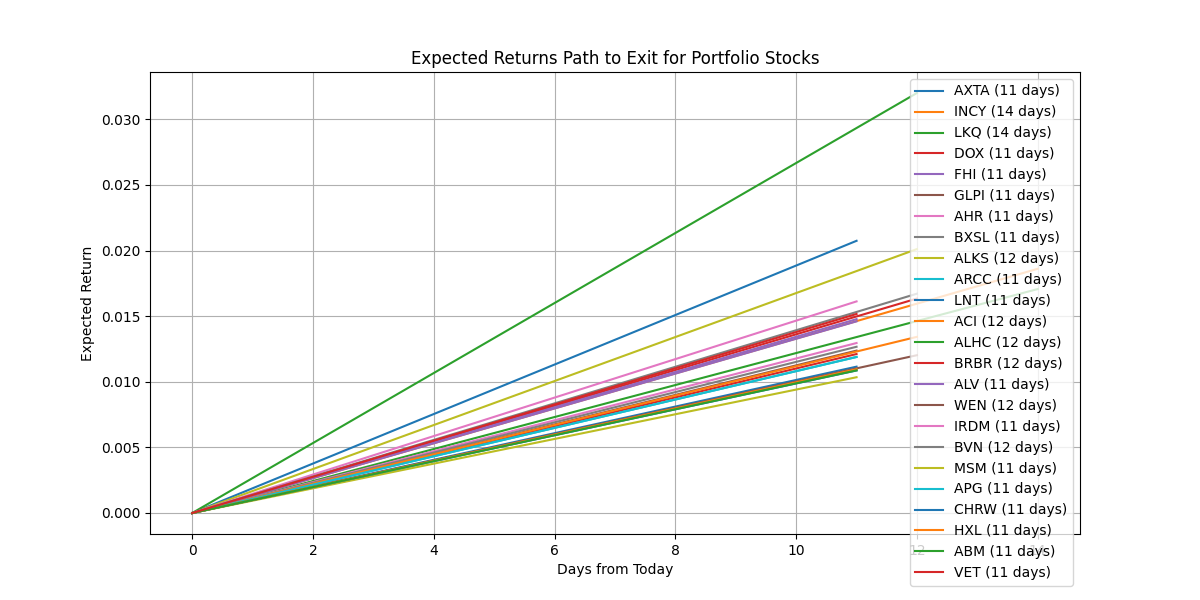 Expected Returns Path to Exit for Portfolio Stocks
Expected Return
0.030
0.025
0.020
0.015
0.010
0.005
0.000
0 2 4 6 8 10 12 14
Days from Today
AXTA (11 days)
INCY (14 days)
LKQ (14 days)
DOX (11 days)
FHI (11 days)
GLPI (11 days)
AHR (11 days)
BXSL (11 days)
ALKS (12 days)
ARCC (11 days)
LNT (11 days)
ACI (12 days)
ALHC (12 days)
BRBR (12 days)
ALV (11 days)
WEN (12 days)
IRDM (11 days)
BVN (12 days)
MSM (11 days)
APG (11 days)
CHRW (11 days)
HXL (11 days)
ABM (11 days)
VET (11 days)